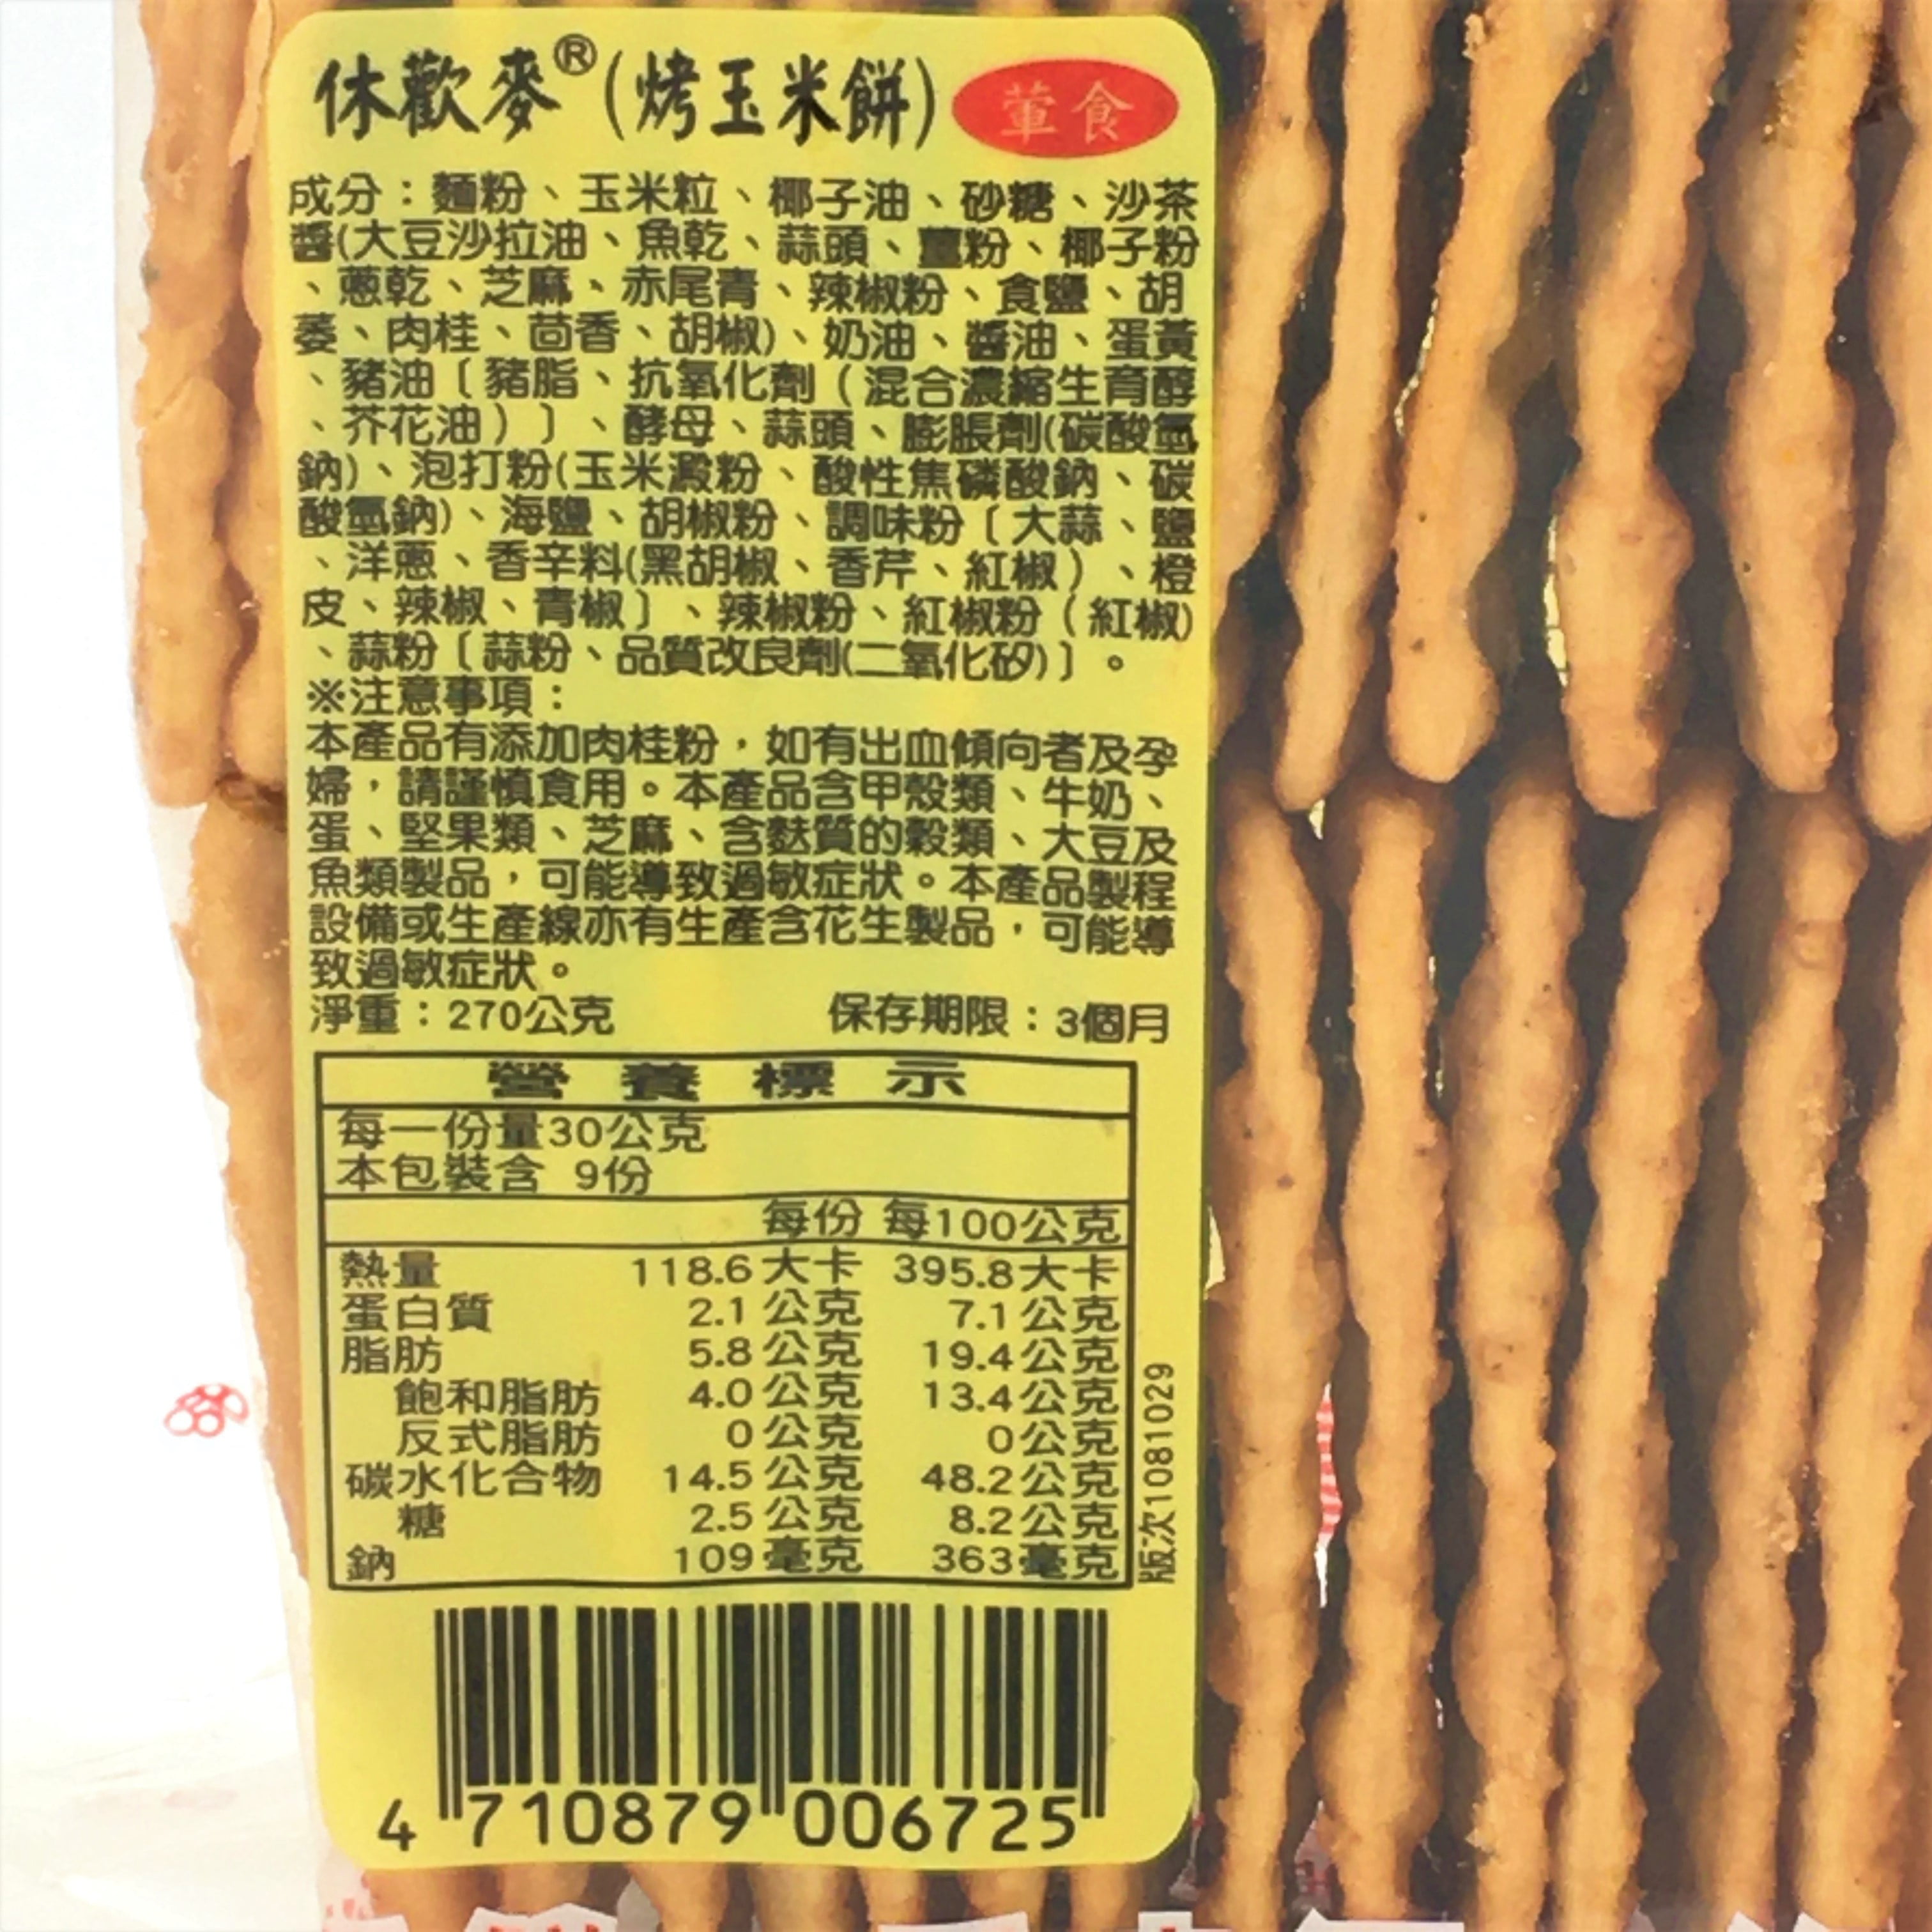 休歡麥®(烤玉米餅) 葷食
成分：麵粉、玉米粒、椰子油、砂糖、沙茶
醬(大豆沙拉油、魚乾、蒜頭、薑粉、椰子粉
、蔥乾、芝麻、赤尾青、辣椒粉、食鹽、胡
荽、肉桂、茴香、胡椒)、奶油、醬油、蛋黃
、豬油〔豬脂、抗氧化劑（混合濃縮生育醇
、芥花油）〕、酵母、蒜頭、膨脹劑(碳酸氫
鈉)、泡打粉(玉米澱粉、酸性焦磷酸鈉、碳
酸氫鈉)、海鹽、胡椒粉、調味粉〔大蒜、鹽
、洋蔥、香辛料(黑胡椒、香芹、紅椒）、橙
皮、辣椒、青椒〕、辣椒粉、紅椒粉（紅椒)
、蒜粉〔蒜粉、品質改良劑(二氧化矽)〕。
※注意事項：
本產品有添加肉桂粉，如有出血傾向者及孕
婦，請謹慎食用。本產品含甲殼類、牛奶、
蛋、堅果類、芝麻、含麩質的穀類、大豆及
魚類製品，可能導致過敏症狀。本產品製程
設備或生產線亦有生產含花生製品，可能導
致過敏症狀。
淨重：270公克 保存期限：3個月
營養標示
每一份量30公克
本包裝含 9份
每份 每100公克
熱量 118.6大卡 395.8大卡
蛋白質 2.1公克 7.1公克
脂肪 5.8公克 19.4公克
飽和脂肪 4.0公克 13.4公克
反式脂肪 0公克 0公克
碳水化合物 14.5公克 48.2公克
糖 2.5公克 8.2公克
鈉 109毫克 363毫克
版次1081029
4 710879 006725